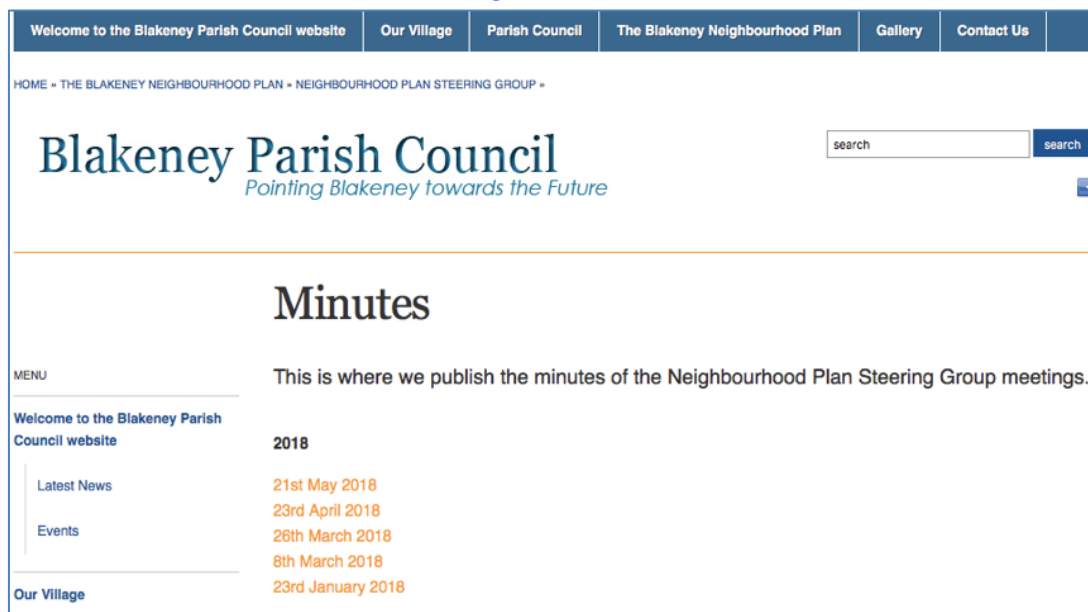 Welcome to the Blakeney Parish Council website Our Village Parish Council The Blakeney Neighbourhood Plan Gallery Contact Us
HOME » THE BLAKENEY NEIGHBOURHOOD PLAN » NEIGHBOURHOOD PLAN STEERING GROUP »
Blakeney Parish Council
Pointing Blakeney towards the Future
search search
Minutes
MENU
This is where we publish the minutes of the Neighbourhood Plan Steering Group meetings.
Welcome to the Blakeney Parish
Council website
2018
Latest News
21st May 2018
23rd April 2018
Events
26th March 2018
8th March 2018
23rd January 2018
Our Village